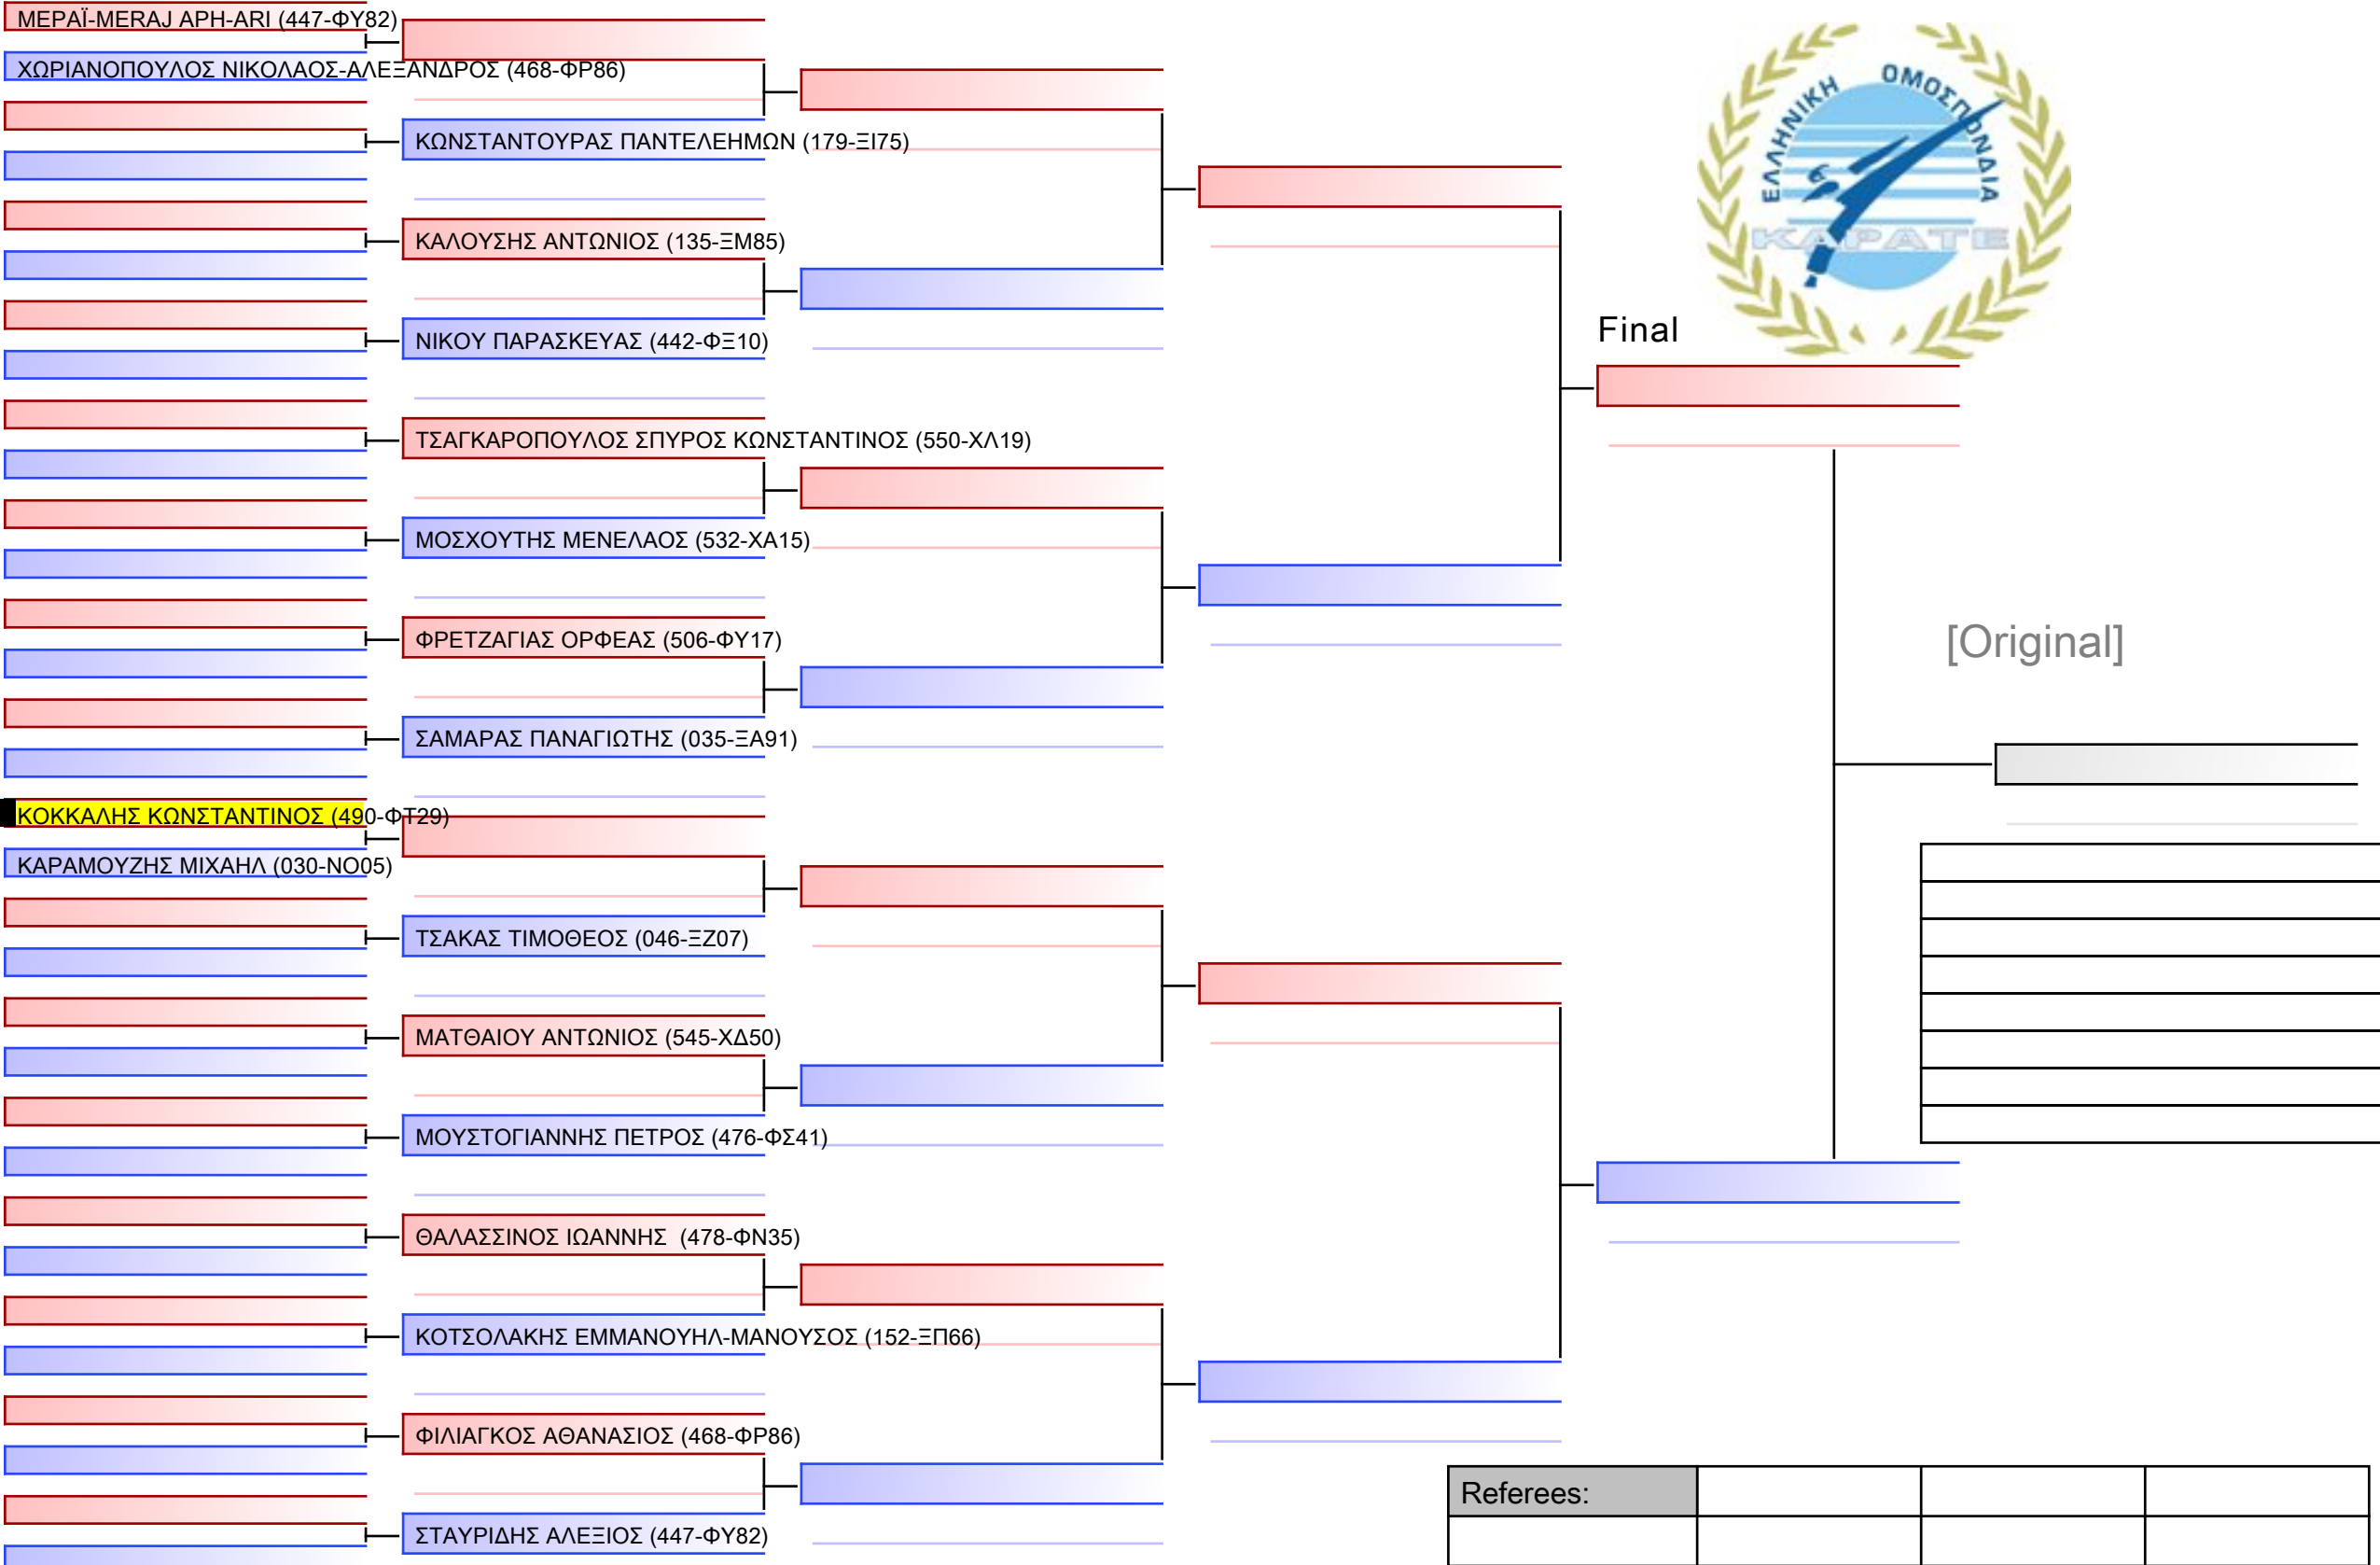 ΜΕΡΑΪ-MERAJ ΑΡΗ-ARI (447-ΦΥ82)
ΧΩΡΙΑΝΟΠΟΥΛΟΣ ΝΙΚΟΛΑΟΣ-ΑΛΕΞΑΝΔΡΟΣ (468-ΦΡ86)
ΚΩΝΣΤΑΝΤΟΥΡΑΣ ΠΑΝΤΕΛΕΗΜΩΝ (179-ΞΙ75)
ΚΑΛΟΥΣΗΣ ΑΝΤΩΝΙΟΣ (135-ΞΜ85)
ΝΙΚΟΥ ΠΑΡΑΣΚΕΥΑΣ (442-ΦΞ10)
ΤΣΑΓΚΑΡΟΠΟΥΛΟΣ ΣΠΥΡΟΣ ΚΩΝΣΤΑΝΤΙΝΟΣ (550-ΧΛ19)
ΜΟΣΧΟΥΤΗΣ ΜΕΝΕΛΑΟΣ (532-ΧΑ15)
ΦΡΕΤΖΑΓΙΑΣ ΟΡΦΕΑΣ (506-ΦΥ17)
ΣΑΜΑΡΑΣ ΠΑΝΑΓΙΩΤΗΣ (035-ΞΑ91)
ΚΟΚΚΑΛΗΣ ΚΩΝΣΤΑΝΤΙΝΟΣ (490-ΦΤ29)
ΚΑΡΑΜΟΥΖΗΣ ΜΙΧΑΗΛ (030-ΝΟ05)
ΤΣΑΚΑΣ ΤΙΜΟΘΕΟΣ (046-ΞΖ07)
ΜΑΤΘΑΙΟΥ ΑΝΤΩΝΙΟΣ (545-ΧΔ50)
ΜΟΥΣΤΟΓΙΑΝΝΗΣ ΠΕΤΡΟΣ (476-ΦΣ41)
ΘΑΛΑΣΣΙΝΟΣ ΙΩΑΝΝΗΣ (478-ΦΝ35)
ΚΟΤΣΟΛΑΚΗΣ ΕΜΜΑΝΟΥΗΛ-ΜΑΝΟΥΣΟΣ (152-ΞΠ66)
ΦΙΛΙΑΓΚΟΣ ΑΘΑΝΑΣΙΟΣ (468-ΦΡ86)
ΣΤΑΥΡΙΔΗΣ ΑΛΕΞΙΟΣ (447-ΦΥ82)
ΕΛΛΗΝΙΚΗ ΟΜΟΣΠΟΝΔΙΑ
ΚΑΡΑΤΕ
Final
[Original]
Referees: